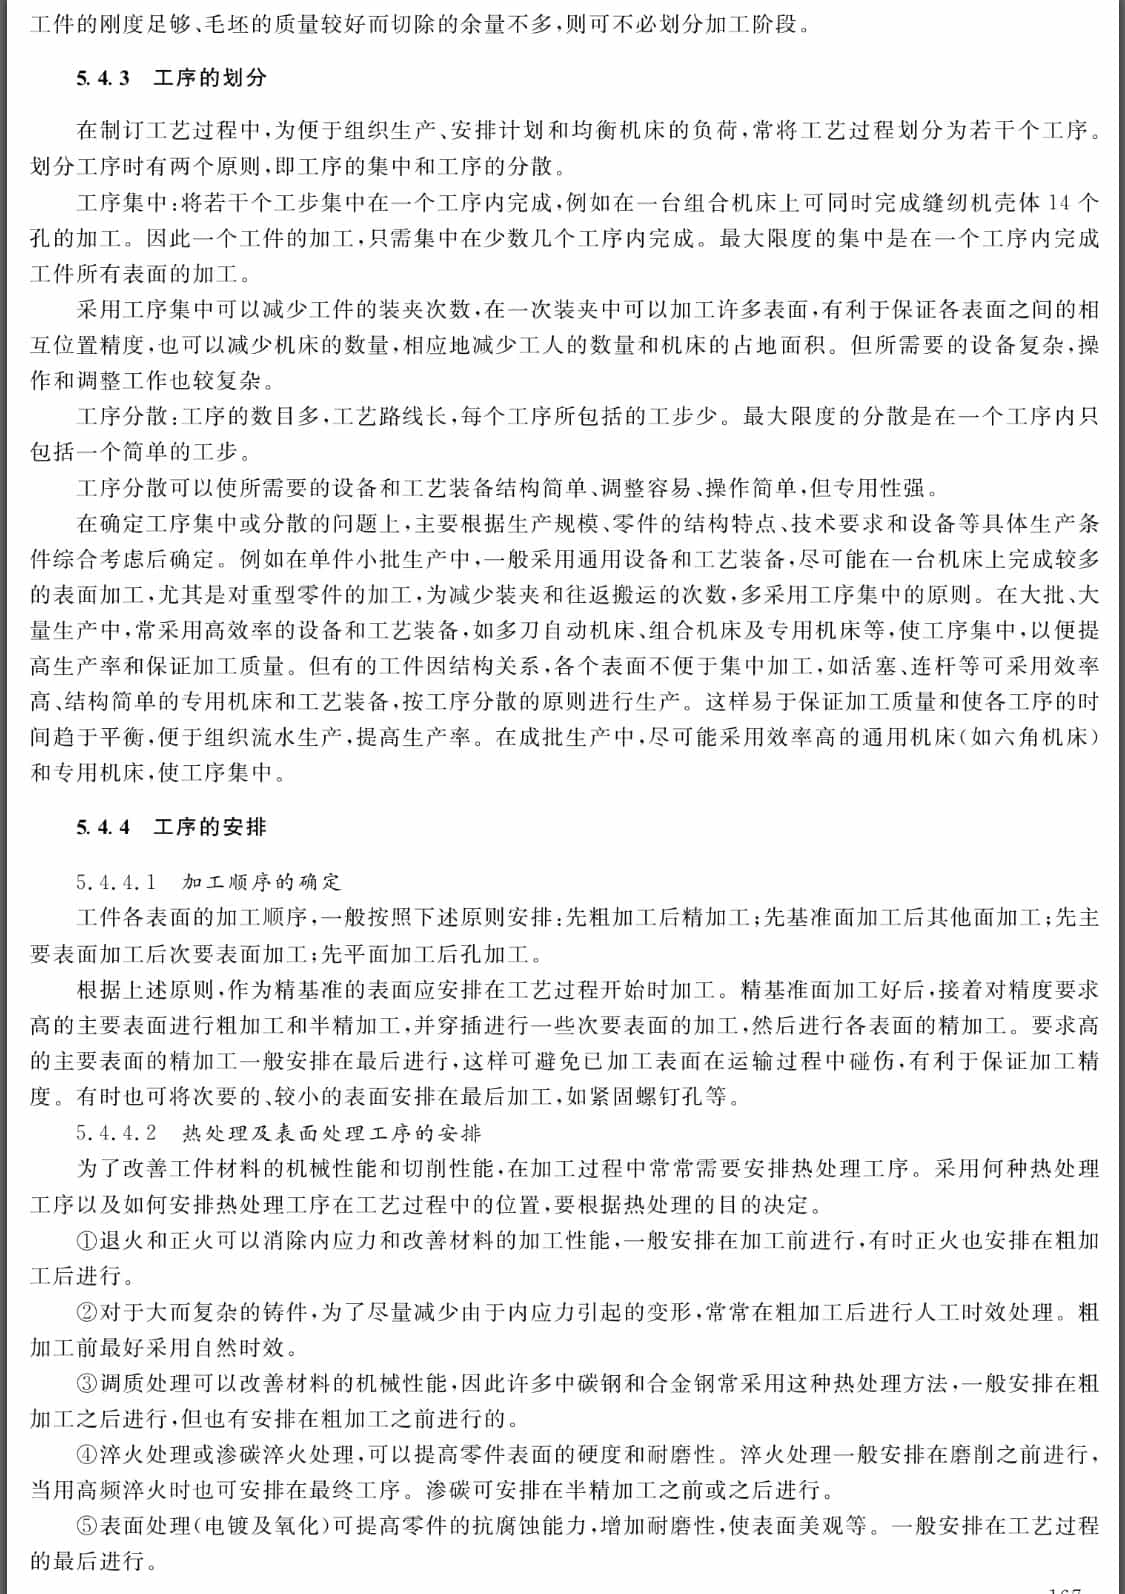 工件的刚度足够、毛坯的质量较好而切除的余量不多,则可不必划分加工阶段。
5.4.3 工序的划分
在制订工艺过程中,为便于组织生产、安排计划和均衡机床的负荷,常将工艺过程划分为若干个工序。
划分工序时有两个原则,即工序的集中和工序的分散。
工序集中:将若干个工步集中在一个工序内完成,例如在一台组合机床上可同时完成缝纫机壳体 14 个
孔的加工。因此一个工件的加工,只需集中在少数几个工序内完成。最大限度的集中是在一个工序内完成
工件所有表面的加工。
采用工序集中可以减少工件的装夹次数,在一次装夹中可以加工许多表面,有利于保证各表面之间的相
互位置精度,也可以减少机床的数量,相应地减少工人的数量和机床的占地面积。但所需要的设备复杂,操
作和调整工作也较复杂。
工序分散:工序的数目多,工艺路线长,每个工序所包括的工步少。最大限度的分散是在一个工序内只
包括一个简单的工步。
工序分散可以使所需要的设备和工艺装备结构简单、调整容易、操作简单,但专用性强。
在确定工序集中或分散的问题上,主要根据生产规模、零件的结构特点、技术要求和设备等具体生产条
件综合考虑后确定。例如在单件小批生产中,一般采用通用设备和工艺装备,尽可能在一台机床上完成较多
的表面加工,尤其是对重型零件的加工,为减少装夹和往返搬运的次数,多采用工序集中的原则。在大批、大
量生产中,常采用高效率的设备和工艺装备,如多刀自动机床、组合机床及专用机床等,使工序集中,以便提
高生产率和保证加工质量。但有的工件因结构关系,各个表面不便于集中加工,如活塞、连杆等可采用效率
高、结构简单的专用机床和工艺装备,按工序分散的原则进行生产。这样易于保证加工质量和使各工序的时
间趋于平衡,便于组织流水生产,提高生产率。在成批生产中,尽可能采用效率高的通用机床(如六角机床)
和专用机床,使工序集中。
5.4.4 工序的安排
5.4.4.1 加工顺序的确定
工件各表面的加工顺序,一般按照下述原则安排:先粗加工后精加工;先基准面加工后其他面加工;先主
要表面加工后次要表面加工;先平面加工后孔加工。
根据上述原则,作为精基准的表面应安排在工艺过程开始时加工。精基准面加工好后,接着对精度要求
高的主要表面进行粗加工和半精加工,并穿插进行一些次要表面的加工,然后进行各表面的精加工。要求高
的主要表面的精加工一般安排在最后进行,这样可避免已加工表面在运输过程中碰伤,有利于保证加工精
度。有时也可将次要的、较小的表面安排在最后加工,如紧固螺钉孔等。
5.4.4.2 热处理及表面处理工序的安排
为了改善工件材料的机械性能和切削性能,在加工过程中常常需要安排热处理工序。采用何种热处理
工序以及如何安排热处理工序在工艺过程中的位置,要根据热处理的目的决定。
①退火和正火可以消除内应力和改善材料的加工性能,一般安排在加工前进行,有时正火也安排在粗加
工后进行。
②对于大而复杂的铸件,为了尽量减少由于内应力引起的变形,常常在粗加工后进行人工时效处理。粗
加工前最好采用自然时效。
③调质处理可以改善材料的机械性能,因此许多中碳钢和合金钢常采用这种热处理方法,一般安排在粗
加工之后进行,但也有安排在粗加工之前进行的。
④淬火处理或渗碳淬火处理,可以提高零件表面的硬度和耐磨性。淬火处理一般安排在磨削之前进行,
当用高频淬火时也可安排在最终工序。渗碳可安排在半精加工之前或之后进行。
⑤表面处理(电镀及氧化)可提高零件的抗腐蚀能力,增加耐磨性,使表面美观等。一般安排在工艺过程
的最后进行。